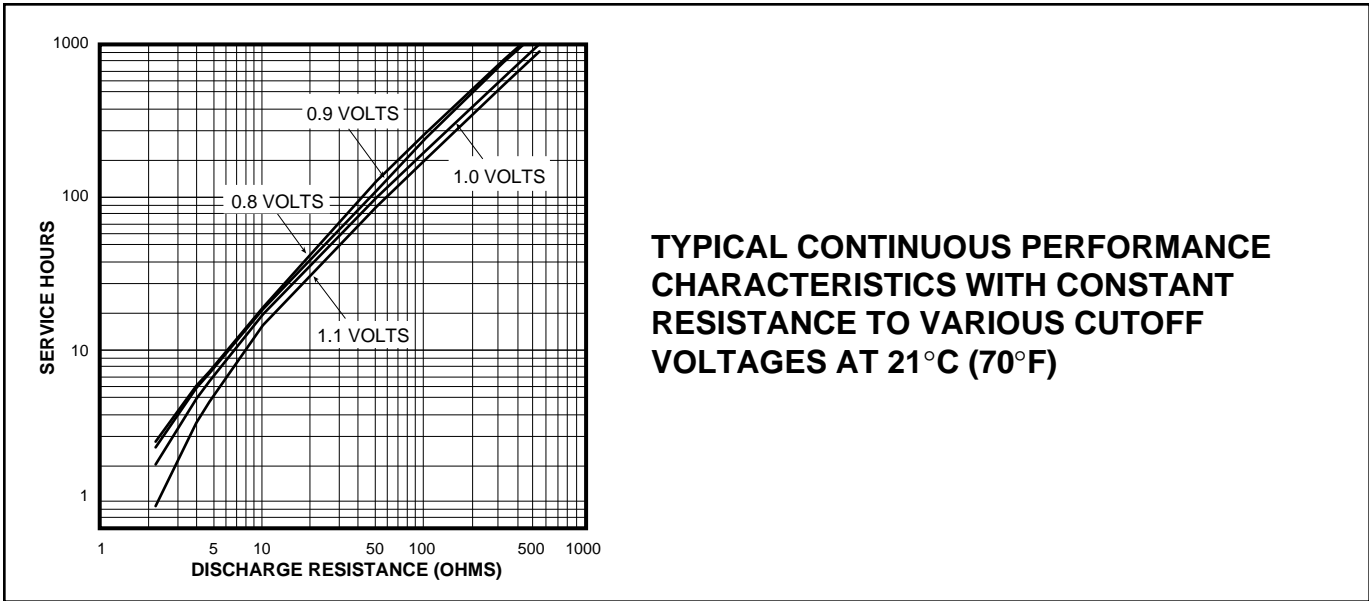 1000
100
10
1
SERVICE HOURS
0.9 VOLTS
1.0 VOLTS
0.8 VOLTS
1.1 VOLTS
1 5 10 50 100 500 1000
DISCHARGE RESISTANCE (OHMS)
TYPICAL CONTINUOUS PERFORMANCE
CHARACTERISTICS WITH CONSTANT
RESISTANCE TO VARIOUS CUTOFF
VOLTAGES AT 21°C (70°F)